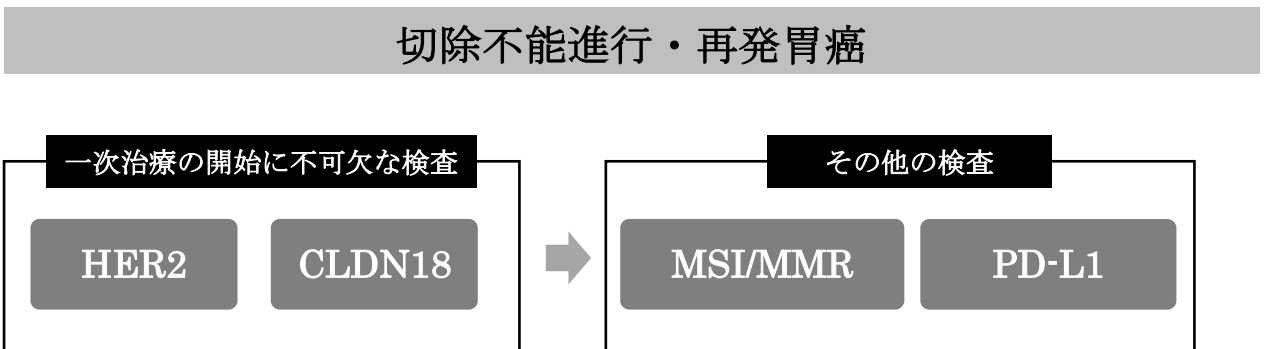 切除不能進行・再発胃癌
一次治療の開始に不可欠な検査
HER2
CLDN18
その他の検査
MSI/MMR
PD-L1